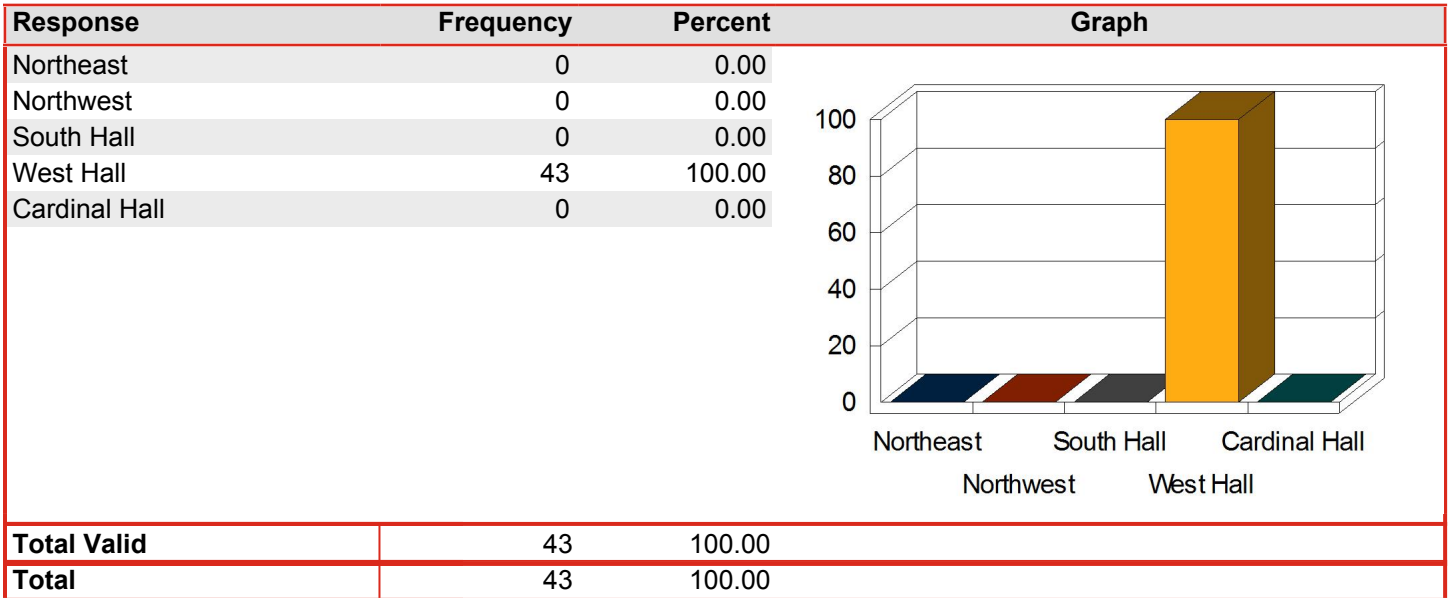 Response Frequency Percent Graph
Northeast 0 0.00
Northwest 0 0.00
South Hall 0 0.00
West Hall 43 100.00
Cardinal Hall 0 0.00
100
80
60
40
20
0
Northeast South Hall Cardinal Hall
Northwest West Hall
Total Valid 43 100.00
Total 43 100.00